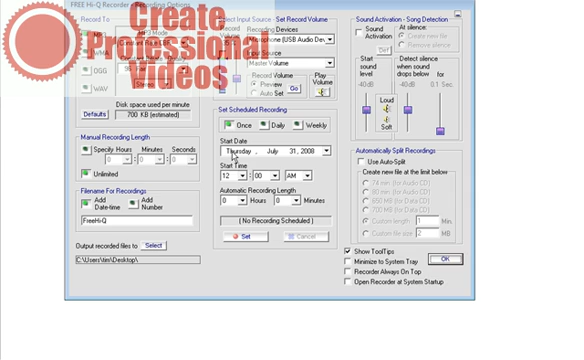 FREE Hi-Q Recorder - Recording Options
Create
Professional
Videos
Record To
MP3 Mode
WMA
OGG
WAV
Disk space used per minute
Defaults
700 KB (estimated)
Manual Recording Length
Specify Hours : Minutes : Seconds
0 : 0 : 0
Unlimited
Filename For Recordings
Add Date-time
Add Number
FreeHi-Q
Output recorded files to Select
C:\Users\tim\Desktop\
Select Input Source - Set Record Volume
Record Volume
Recording Devices
Microphone (USB Audio Dev
Input Source
Master Volume
Record Volume
Preview
Auto Set
Go
Play Volume
Set Scheduled Recording
Once Daily Weekly
Start Date
Thursday , July 31, 2008
Start Time
12 : 00 AM
Automatic Recording Length
0 Hours 0 Minutes
( No Recording Scheduled )
Set Cancel
Sound Activation - Song Detection
Sound Activation
At silence:
Create new file
Remove silence
Def
Start sound level
Detect silence when sound drops below for
-40dB -40dB 0.1 Sec.
Loud
Soft
Automatically Split Recordings
Use Auto-Split
Create new file at the limit below
74 min (for Audio CD)
80 min (for Audio CD)
650 MB (for Data CD)
700 MB (for Data CD)
Custom length 1 Min.
Custom file size 2 MB
Show ToolTips
Minimize to System Tray
Recorder Always On Top
Open Recorder at System Startup
OK